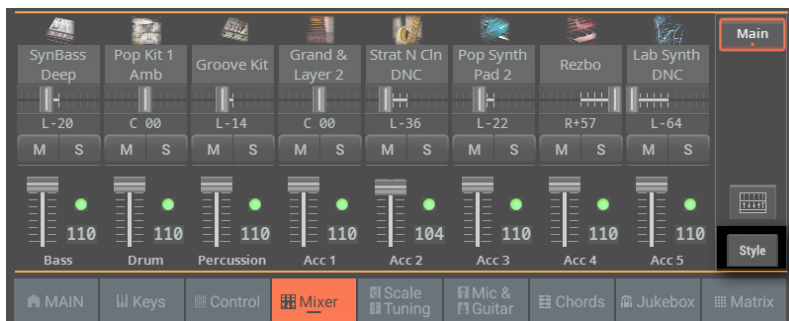 SynBass Deep
Pop Kit 1 Amb
Groove Kit
Grand & Layer 2
Strat N Cln DNC
Pop Synth Pad 2
Rezbo
Lab Synth DNC
Main
L-20 C 00 L-14 C 00 L-36 L-22 R+57 L-64
M S M S M S M S M S M S M S M S
110 110 110 110 104 110 110 110
Bass Drum Percussion Acc 1 Acc 2 Acc 3 Acc 4 Acc 5
Style
MAIN Keys Control Mixer Scale Tuning Mic & Guitar Chords Jukebox Matrix